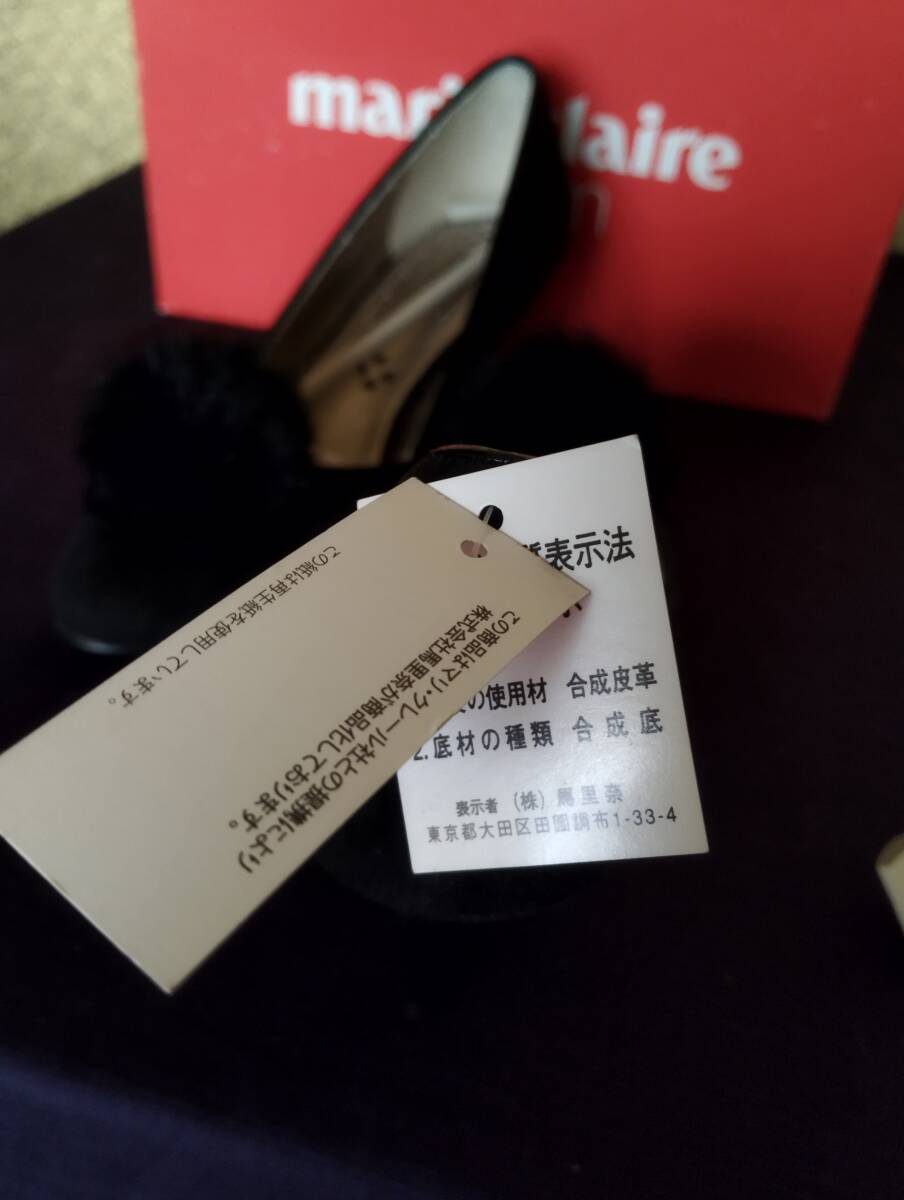 mari laire
n
表示法
の使用材 合成皮革
2.底材の種類 合成底
表示者 (株)馬里奈
東京都大田区田園調布1-33-4
この商品はマリ・クレール社との提携により
株式会社馬里奈が商品化しております。
この紙は再生紙を使用しています。